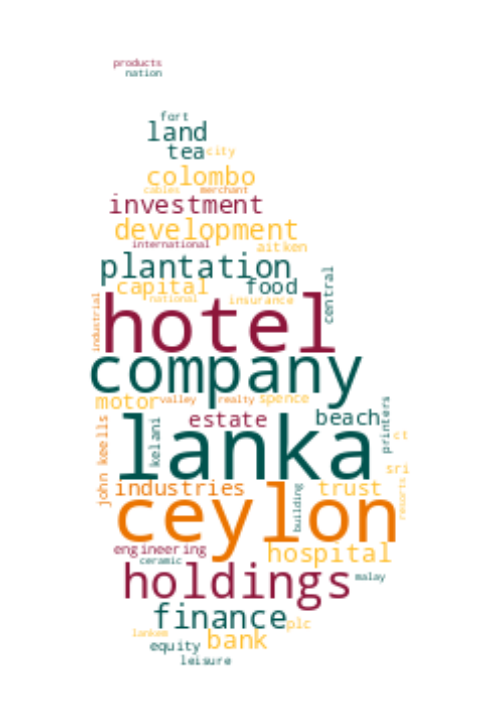 products
nation
fort
land
tea city
colombo
cables merchant
investment
development
international aitken
plantation
capital food
national insurance
central
industrial
hotel
company
motor valley realty spence
estate beach
printers
lanka
kelani
john keells
ct
sri
resorts
industries trust
building
ceylon
engineering hospital
ceramic
holdings malay
finance plc
lankem bank
equity
leisure